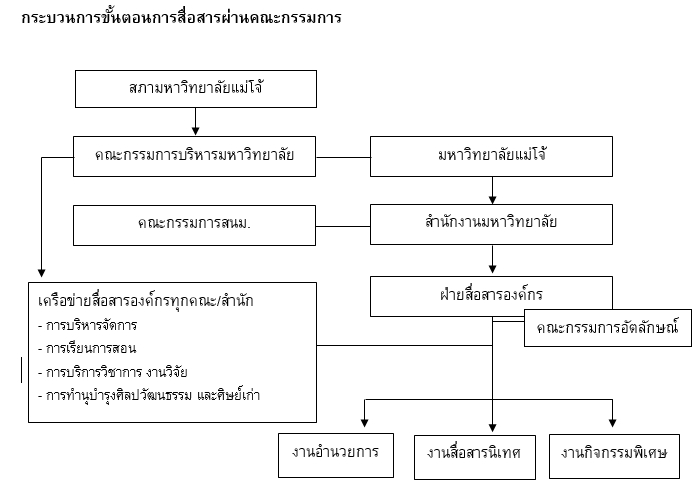 กระบวนการขั้นตอนการสื่อสารผ่านคณะกรรมการ
สภามหาวิทยาลัยแม่โจ้
คณะกรรมการบริหารมหาวิทยาลัย
มหาวิทยาลัยแม่โจ้
คณะกรรมการสนม.
สำนักงานมหาวิทยาลัย
ฝ่ายสื่อสารองค์กร
คณะกรรมการอัตลักษณ์
เครือข่ายสื่อสารองค์กรทุกคณะ/สำนัก
- การบริหารจัดการ
- การเรียนการสอน
- การบริการวิชาการ งานวิจัย
- การทำนุบำรุงศิลปวัฒนธรรม และศิษย์เก่า
งานอำนวยการ
งานสื่อสารนิเทศ
งานกิจกรรมพิเศษ